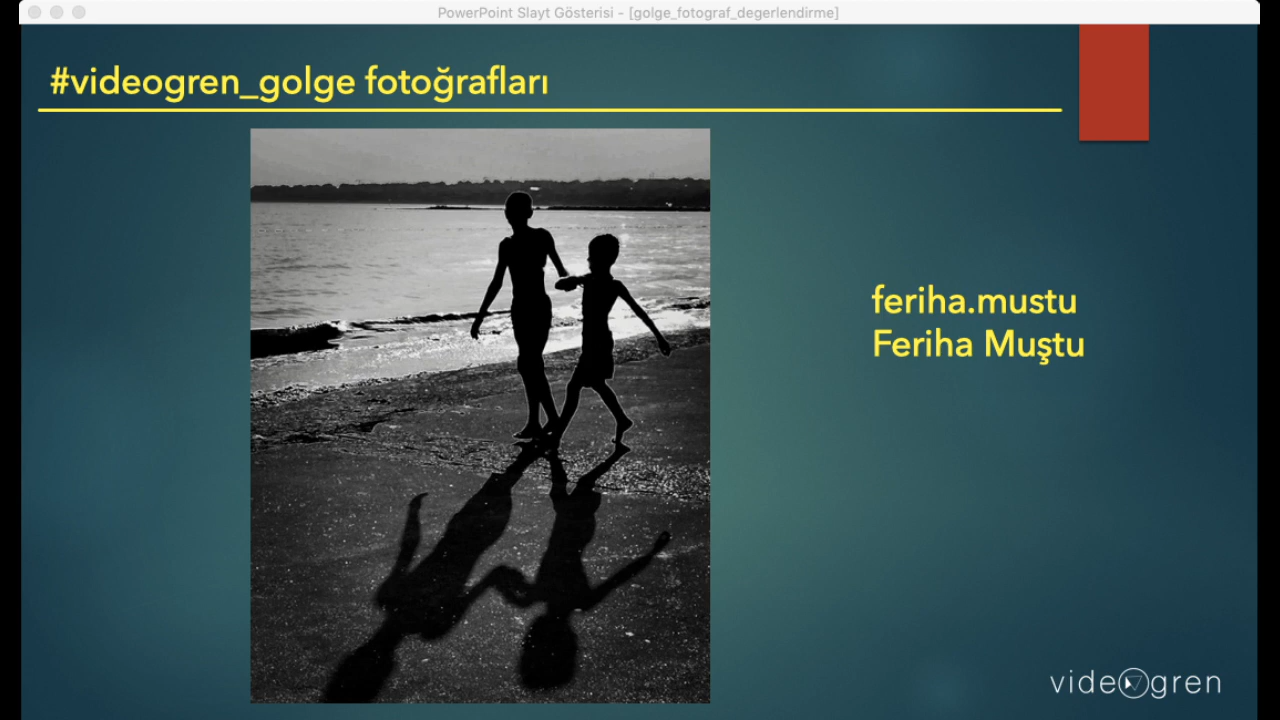 PowerPoint Slayt Gösterisi - [golge_fotograf_degerlendirme]
#videogren_golge fotoğrafları
feriha.mustu
Feriha Muştu
videogren